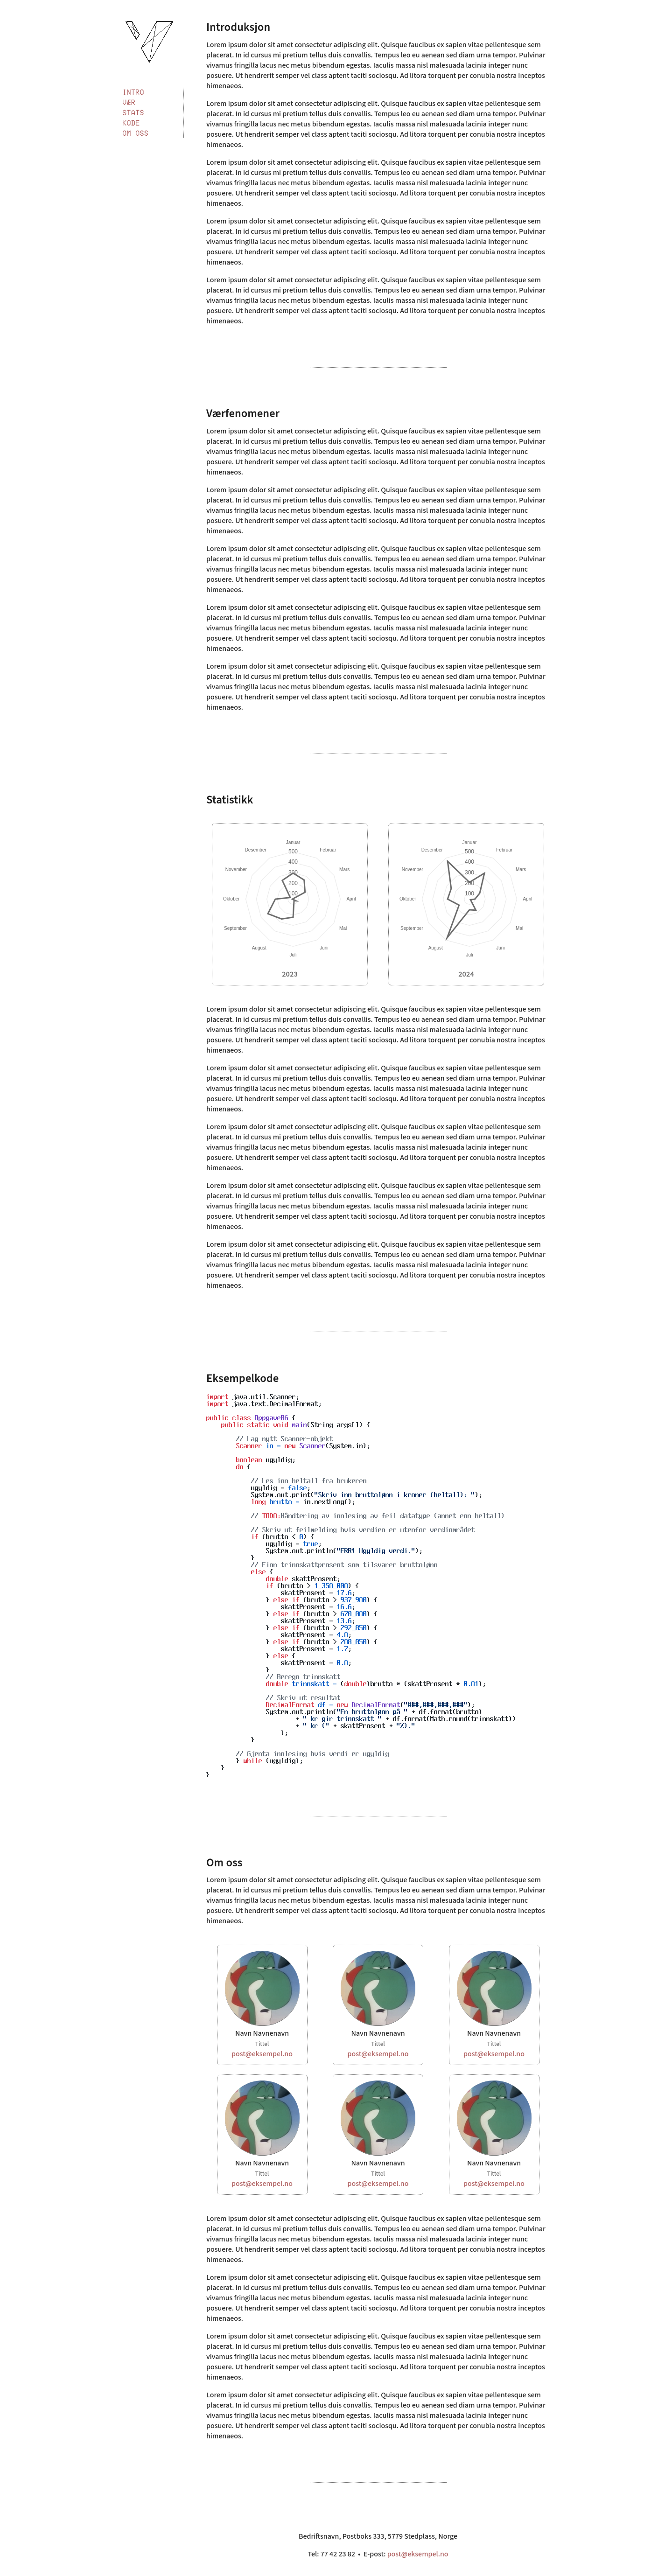 INTRO
VÆR
STATS
KODE
OM OSS
Introduksjon
Lorem ipsum dolor sit amet consectetur adipiscing elit. Quisque faucibus ex sapien vitae pellentesque sem
placerat. In id cursus mi pretium tellus duis convallis. Tempus leo eu aenean sed diam urna tempor. Pulvinar
vivamus fringilla lacus nec metus bibendum egestas. Iaculis massa nisl malesuada lacinia integer nunc
posuere. Ut hendrerit semper vel class aptent taciti sociosqu. Ad litora torquent per conubia nostra inceptos
himenaeos.
Lorem ipsum dolor sit amet consectetur adipiscing elit. Quisque faucibus ex sapien vitae pellentesque sem
placerat. In id cursus mi pretium tellus duis convallis. Tempus leo eu aenean sed diam urna tempor. Pulvinar
vivamus fringilla lacus nec metus bibendum egestas. Iaculis massa nisl malesuada lacinia integer nunc
posuere. Ut hendrerit semper vel class aptent taciti sociosqu. Ad litora torquent per conubia nostra inceptos
himenaeos.
Lorem ipsum dolor sit amet consectetur adipiscing elit. Quisque faucibus ex sapien vitae pellentesque sem
placerat. In id cursus mi pretium tellus duis convallis. Tempus leo eu aenean sed diam urna tempor. Pulvinar
vivamus fringilla lacus nec metus bibendum egestas. Iaculis massa nisl malesuada lacinia integer nunc
posuere. Ut hendrerit semper vel class aptent taciti sociosqu. Ad litora torquent per conubia nostra inceptos
himenaeos.
Lorem ipsum dolor sit amet consectetur adipiscing elit. Quisque faucibus ex sapien vitae pellentesque sem
placerat. In id cursus mi pretium tellus duis convallis. Tempus leo eu aenean sed diam urna tempor. Pulvinar
vivamus fringilla lacus nec metus bibendum egestas. Iaculis massa nisl malesuada lacinia integer nunc
posuere. Ut hendrerit semper vel class aptent taciti sociosqu. Ad litora torquent per conubia nostra inceptos
himenaeos.
Lorem ipsum dolor sit amet consectetur adipiscing elit. Quisque faucibus ex sapien vitae pellentesque sem
placerat. In id cursus mi pretium tellus duis convallis. Tempus leo eu aenean sed diam urna tempor. Pulvinar
vivamus fringilla lacus nec metus bibendum egestas. Iaculis massa nisl malesuada lacinia integer nunc
posuere. Ut hendrerit semper vel class aptent taciti sociosqu. Ad litora torquent per conubia nostra inceptos
himenaeos.
Værfenomener
Lorem ipsum dolor sit amet consectetur adipiscing elit. Quisque faucibus ex sapien vitae pellentesque sem
placerat. In id cursus mi pretium tellus duis convallis. Tempus leo eu aenean sed diam urna tempor. Pulvinar
vivamus fringilla lacus nec metus bibendum egestas. Iaculis massa nisl malesuada lacinia integer nunc
posuere. Ut hendrerit semper vel class aptent taciti sociosqu. Ad litora torquent per conubia nostra inceptos
himenaeos.
Lorem ipsum dolor sit amet consectetur adipiscing elit. Quisque faucibus ex sapien vitae pellentesque sem
placerat. In id cursus mi pretium tellus duis convallis. Tempus leo eu aenean sed diam urna tempor. Pulvinar
vivamus fringilla lacus nec metus bibendum egestas. Iaculis massa nisl malesuada lacinia integer nunc
posuere. Ut hendrerit semper vel class aptent taciti sociosqu. Ad litora torquent per conubia nostra inceptos
himenaeos.
Lorem ipsum dolor sit amet consectetur adipiscing elit. Quisque faucibus ex sapien vitae pellentesque sem
placerat. In id cursus mi pretium tellus duis convallis. Tempus leo eu aenean sed diam urna tempor. Pulvinar
vivamus fringilla lacus nec metus bibendum egestas. Iaculis massa nisl malesuada lacinia integer nunc
posuere. Ut hendrerit semper vel class aptent taciti sociosqu. Ad litora torquent per conubia nostra inceptos
himenaeos.
Lorem ipsum dolor sit amet consectetur adipiscing elit. Quisque faucibus ex sapien vitae pellentesque sem
placerat. In id cursus mi pretium tellus duis convallis. Tempus leo eu aenean sed diam urna tempor. Pulvinar
vivamus fringilla lacus nec metus bibendum egestas. Iaculis massa nisl malesuada lacinia integer nunc
posuere. Ut hendrerit semper vel class aptent taciti sociosqu. Ad litora torquent per conubia nostra inceptos
himenaeos.
Lorem ipsum dolor sit amet consectetur adipiscing elit. Quisque faucibus ex sapien vitae pellentesque sem
placerat. In id cursus mi pretium tellus duis convallis. Tempus leo eu aenean sed diam urna tempor. Pulvinar
vivamus fringilla lacus nec metus bibendum egestas. Iaculis massa nisl malesuada lacinia integer nunc
posuere. Ut hendrerit semper vel class aptent taciti sociosqu. Ad litora torquent per conubia nostra inceptos
himenaeos.
Statistikk
Januar
Februar
Mars
April
Mai
Juni
Juli
August
September
Oktober
November
Desember
500
400
300
200
100
2023
Januar
Februar
Mars
April
Mai
Juni
Juli
August
September
Oktober
November
Desember
500
400
300
200
100
2024
Lorem ipsum dolor sit amet consectetur adipiscing elit. Quisque faucibus ex sapien vitae pellentesque sem
placerat. In id cursus mi pretium tellus duis convallis. Tempus leo eu aenean sed diam urna tempor. Pulvinar
vivamus fringilla lacus nec metus bibendum egestas. Iaculis massa nisl malesuada lacinia integer nunc
posuere. Ut hendrerit semper vel class aptent taciti sociosqu. Ad litora torquent per conubia nostra inceptos
himenaeos.
Lorem ipsum dolor sit amet consectetur adipiscing elit. Quisque faucibus ex sapien vitae pellentesque sem
placerat. In id cursus mi pretium tellus duis convallis. Tempus leo eu aenean sed diam urna tempor. Pulvinar
vivamus fringilla lacus nec metus bibendum egestas. Iaculis massa nisl malesuada lacinia integer nunc
posuere. Ut hendrerit semper vel class aptent taciti sociosqu. Ad litora torquent per conubia nostra inceptos
himenaeos.
Lorem ipsum dolor sit amet consectetur adipiscing elit. Quisque faucibus ex sapien vitae pellentesque sem
placerat. In id cursus mi pretium tellus duis convallis. Tempus leo eu aenean sed diam urna tempor. Pulvinar
vivamus fringilla lacus nec metus bibendum egestas. Iaculis massa nisl malesuada lacinia integer nunc
posuere. Ut hendrerit semper vel class aptent taciti sociosqu. Ad litora torquent per conubia nostra inceptos
himenaeos.
Lorem ipsum dolor sit amet consectetur adipiscing elit. Quisque faucibus ex sapien vitae pellentesque sem
placerat. In id cursus mi pretium tellus duis convallis. Tempus leo eu aenean sed diam urna tempor. Pulvinar
vivamus fringilla lacus nec metus bibendum egestas. Iaculis massa nisl malesuada lacinia integer nunc
posuere. Ut hendrerit semper vel class aptent taciti sociosqu. Ad litora torquent per conubia nostra inceptos
himenaeos.
Lorem ipsum dolor sit amet consectetur adipiscing elit. Quisque faucibus ex sapien vitae pellentesque sem
placerat. In id cursus mi pretium tellus duis convallis. Tempus leo eu aenean sed diam urna tempor. Pulvinar
vivamus fringilla lacus nec metus bibendum egestas. Iaculis massa nisl malesuada lacinia integer nunc
posuere. Ut hendrerit semper vel class aptent taciti sociosqu. Ad litora torquent per conubia nostra inceptos
himenaeos.
Eksempelkode
import java.util.Scanner;
import java.text.DecimalFormat;
public class OppgaveB6 {
public static void main(String args[]) {
// Lag nytt Scanner-objekt
Scanner in = new Scanner(System.in);
boolean ugyldig;
do {
// Les inn heltall fra brukeren
ugyldig = false;
System.out.print("Skriv inn bruttolønn i kroner (heltall): ");
long brutto = in.nextLong();
// TODO:Håndtering av innlesing av feil datatype (annet enn heltall)
// Skriv ut feilmelding hvis verdien er utenfor verdiområdet
if (brutto < 0) {
ugyldig = true;
System.out.println("ERR! Ugyldig verdi.");
}
// Finn trinnskattprosent som tilsvarer bruttolønn
else {
double skattProsent;
if (brutto > 1_350_000) {
skattProsent = 17.6;
} else if (brutto > 937_900) {
skattProsent = 16.6;
} else if (brutto > 670_000) {
skattProsent = 13.6;
} else if (brutto > 292_850) {
skattProsent = 4.0;
} else if (brutto > 208_050) {
skattProsent = 1.7;
} else {
skattProsent = 0.0;
}
// Beregn trinnskatt
double trinnskatt = (double)brutto * (skattProsent * 0.01);
// Skriv ut resultat
DecimalFormat df = new DecimalFormat("###,###,###,###");
System.out.println("En bruttolønn på " + df.format(brutto)
+ " kr gir trinnskatt " + df.format(Math.round(trinnskatt))
+ " kr (" + skattProsent + "%)."
);
}
// Gjenta innlesing hvis verdi er ugyldig
} while (ugyldig);
}
}
Om oss
Lorem ipsum dolor sit amet consectetur adipiscing elit. Quisque faucibus ex sapien vitae pellentesque sem
placerat. In id cursus mi pretium tellus duis convallis. Tempus leo eu aenean sed diam urna tempor. Pulvinar
vivamus fringilla lacus nec metus bibendum egestas. Iaculis massa nisl malesuada lacinia integer nunc
posuere. Ut hendrerit semper vel class aptent taciti sociosqu. Ad litora torquent per conubia nostra inceptos
himenaeos.
Navn Navnenavn
Tittel
post@eksempel.no
Navn Navnenavn
Tittel
post@eksempel.no
Navn Navnenavn
Tittel
post@eksempel.no
Navn Navnenavn
Tittel
post@eksempel.no
Navn Navnenavn
Tittel
post@eksempel.no
Navn Navnenavn
Tittel
post@eksempel.no
Lorem ipsum dolor sit amet consectetur adipiscing elit. Quisque faucibus ex sapien vitae pellentesque sem
placerat. In id cursus mi pretium tellus duis convallis. Tempus leo eu aenean sed diam urna tempor. Pulvinar
vivamus fringilla lacus nec metus bibendum egestas. Iaculis massa nisl malesuada lacinia integer nunc
posuere. Ut hendrerit semper vel class aptent taciti sociosqu. Ad litora torquent per conubia nostra inceptos
himenaeos.
Lorem ipsum dolor sit amet consectetur adipiscing elit. Quisque faucibus ex sapien vitae pellentesque sem
placerat. In id cursus mi pretium tellus duis convallis. Tempus leo eu aenean sed diam urna tempor. Pulvinar
vivamus fringilla lacus nec metus bibendum egestas. Iaculis massa nisl malesuada lacinia integer nunc
posuere. Ut hendrerit semper vel class aptent taciti sociosqu. Ad litora torquent per conubia nostra inceptos
himenaeos.
Lorem ipsum dolor sit amet consectetur adipiscing elit. Quisque faucibus ex sapien vitae pellentesque sem
placerat. In id cursus mi pretium tellus duis convallis. Tempus leo eu aenean sed diam urna tempor. Pulvinar
vivamus fringilla lacus nec metus bibendum egestas. Iaculis massa nisl malesuada lacinia integer nunc
posuere. Ut hendrerit semper vel class aptent taciti sociosqu. Ad litora torquent per conubia nostra inceptos
himenaeos.
Lorem ipsum dolor sit amet consectetur adipiscing elit. Quisque faucibus ex sapien vitae pellentesque sem
placerat. In id cursus mi pretium tellus duis convallis. Tempus leo eu aenean sed diam urna tempor. Pulvinar
vivamus fringilla lacus nec metus bibendum egestas. Iaculis massa nisl malesuada lacinia integer nunc
posuere. Ut hendrerit semper vel class aptent taciti sociosqu. Ad litora torquent per conubia nostra inceptos
himenaeos.
Bedriftsnavn, Postboks 333, 5779 Stedplass, Norge
Tel: 77 42 23 82 • E-post: post@eksempel.no